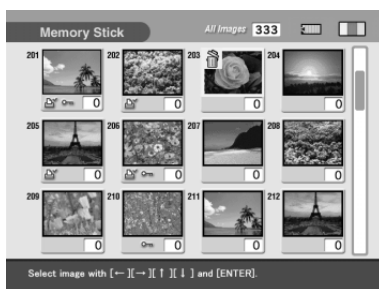 Memory Stick All Images 333
201 202 203 204
0 0 0 0
205 206 207 208
0 0 0 0
209 210 211 212
0 0 0 0
Select image with [←][→][↑][↓] and [ENTER].